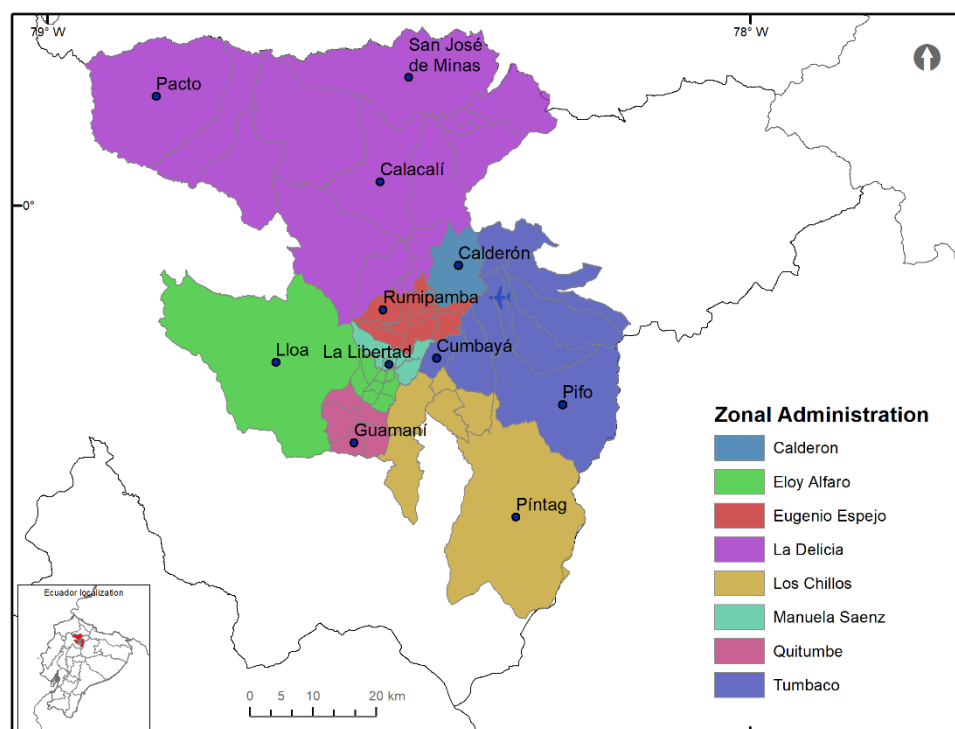 79° W
78° W
San José
de Minas
Pacto
Calacalí
0°
Calderón
Rumipamba
La Libertad
Cumbayá
Lloa
Pifo
Guamaní
Píntag
Zonal Administration
Calderon
Eloy Alfaro
Eugenio Espejo
La Delicia
Los Chillos
Manuela Saenz
Quitumbe
Tumbaco
Ecuador localization
0 5 10 20 km